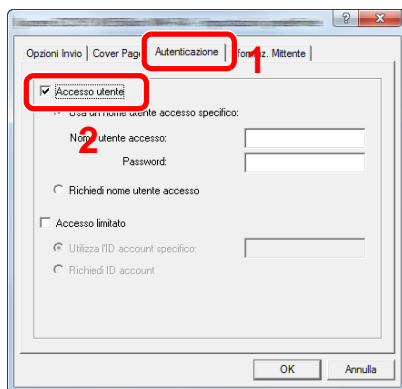 Opzioni Invio Cover Page Autenticazione Informaz. Mittente
1
Accesso utente
Usa un nome utente accesso specifico:
2
Nome utente accesso:
Password:
Richiedi nome utente accesso
Accesso limitato
Utilizza l'ID account specifico:
Richiedi ID account
OK Annulla